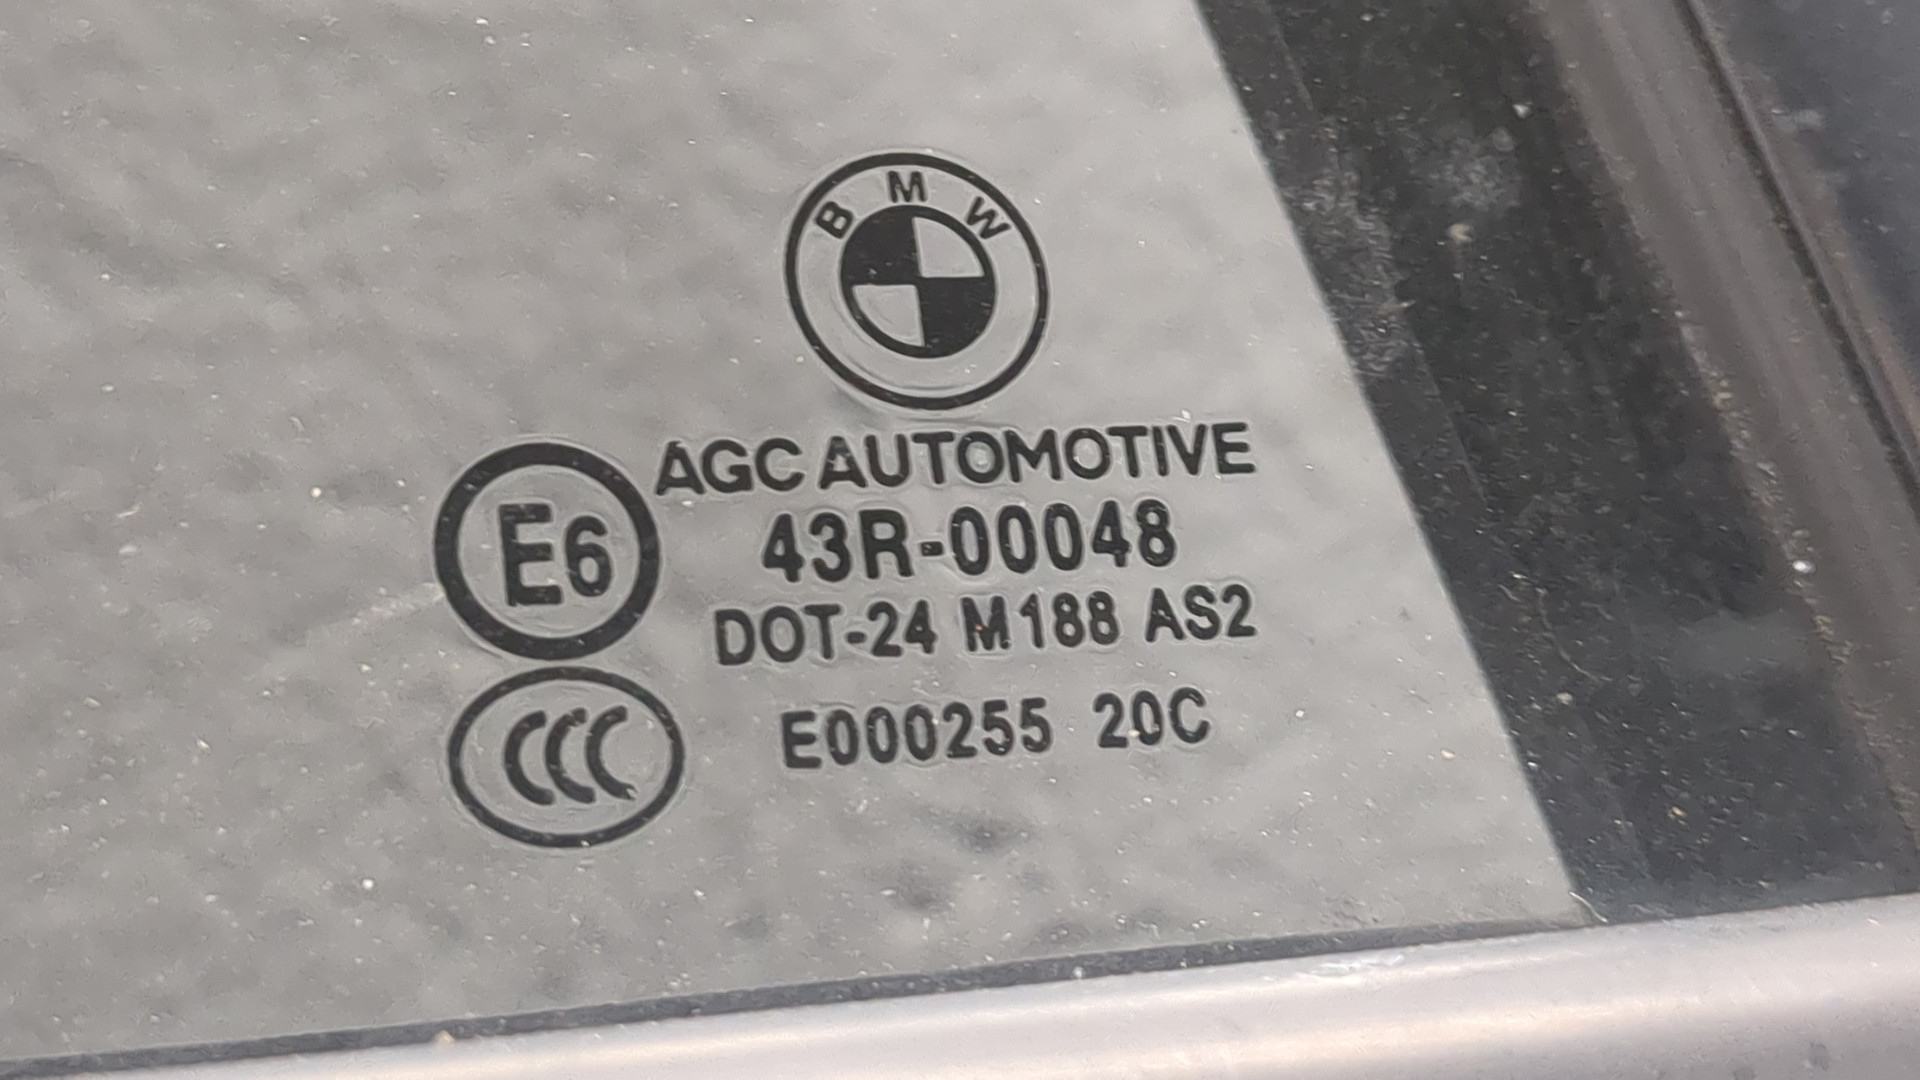 BMW
AGC AUTOMOTIVE
E6 43R-00048
DOT-24 M188 AS2
CCC E000255 20C